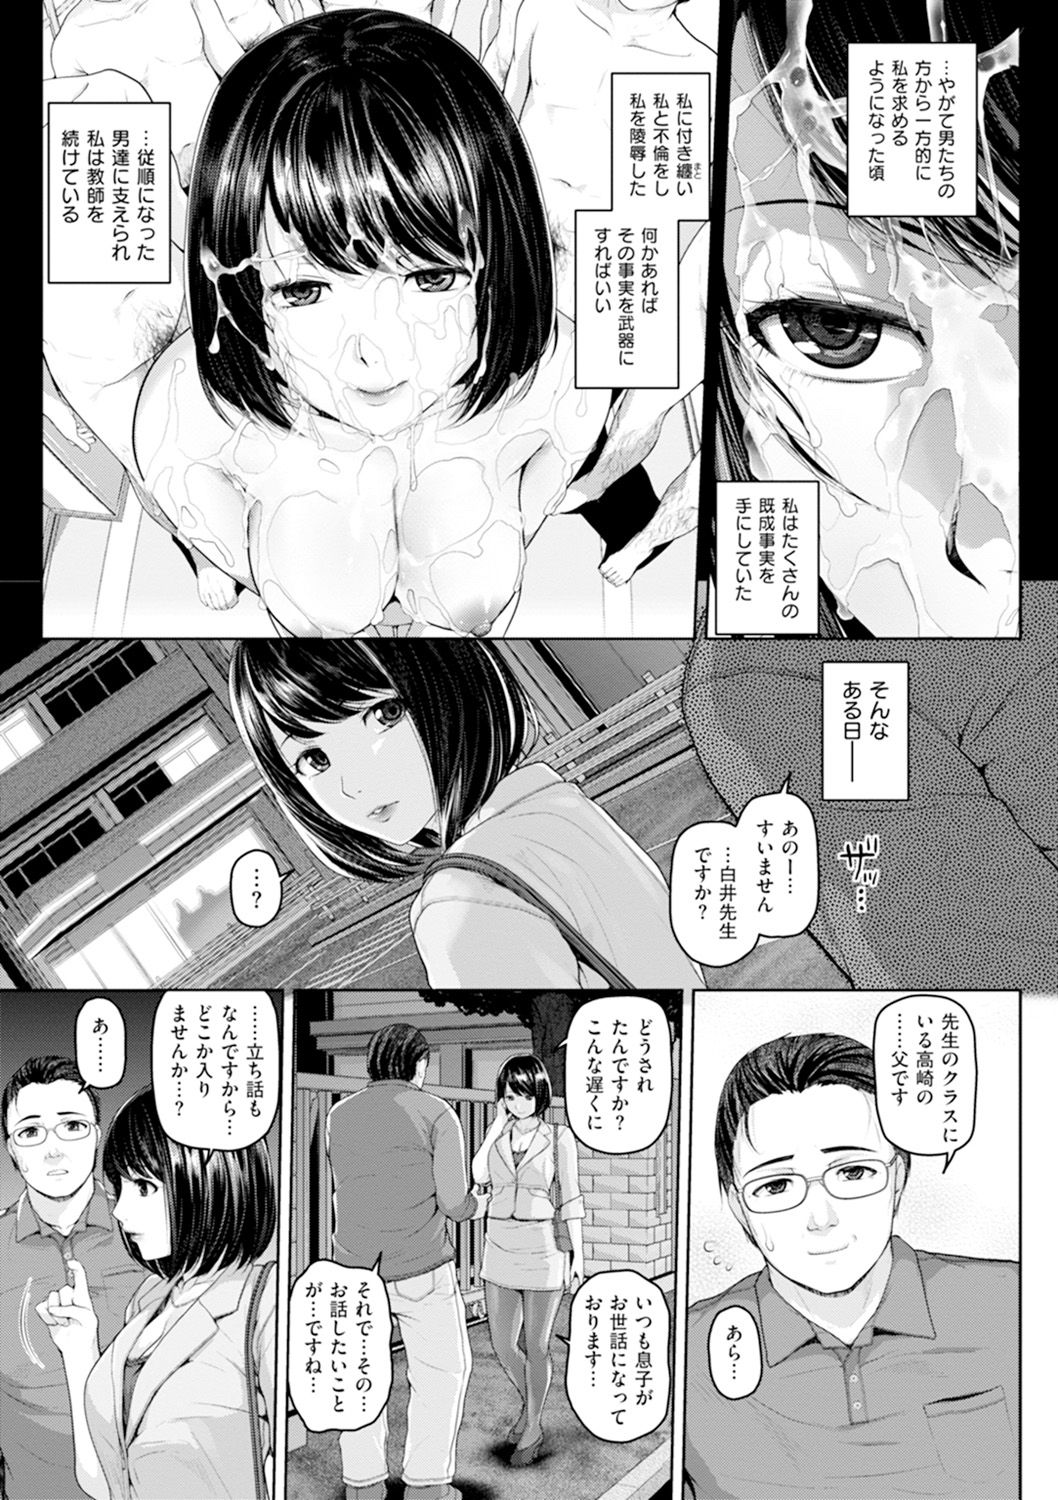 …やがて男たちの
方から一方的に
私を求める
ようになった頃
私はたくさんの
既成事実を
手にしていた
私に付き纏い
まと
私と不倫をし
私を陵辱した
何かあれば
その事実を武器に
すればいい
…従順になった
男達に支えられ
私は教師を
続けている
そんな
ある日──
ザッ…
あのー…
すいません
…白井先生
ですか?
…?
先生のクラスに
いる高崎の
……父です
あら…
どうされ
たんですか?
こんな遅くに
いつも息子が
お世話になって
おります…
それで…その…
お話したいこと
が…ですね…
……立ち話も
なんですから…
どこか入り
ませんか…?
あ……